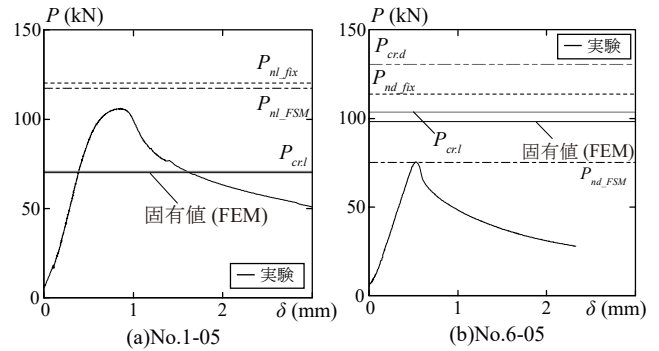 P (kN)
150
P_nl_fix
P_nl_FSM
100
P_cr.l
固有値 (FEM)
50
実験
0
0 1 2 δ (mm)
(a)No.1-05
P (kN)
150
実験
P_cr.d
P_nd_fix
100
P_cr.l
固有値 (FEM)
P_nd_FSM
50
0
0 1 2 δ (mm)
(b)No.6-05